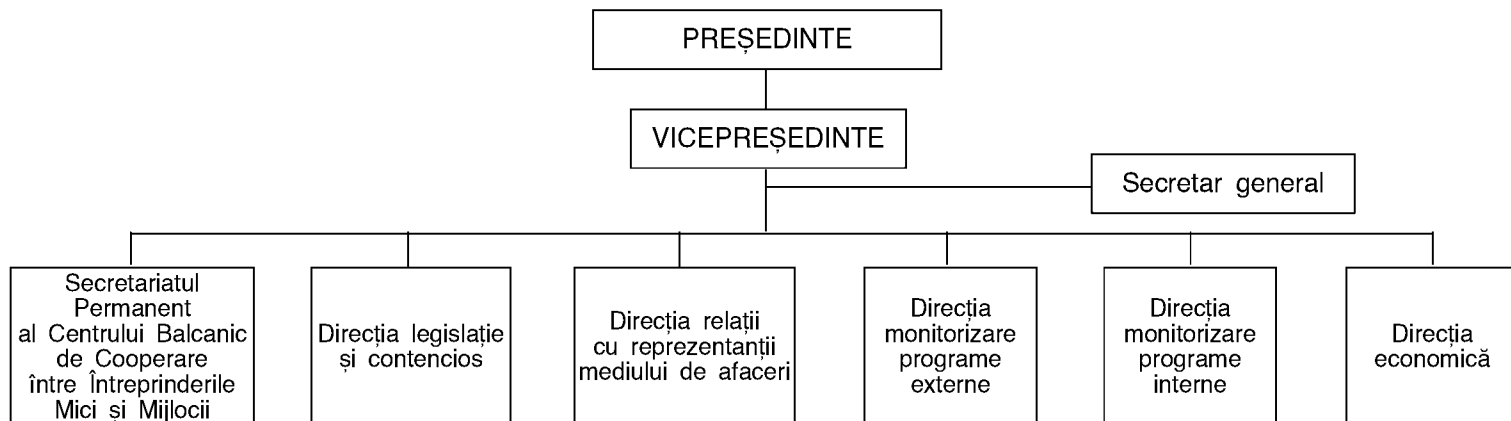 PREȘEDINTE
VICEPREȘEDINTE
Secretar general
Secretariatul
Permanent
al Centrului Balcanic
de Cooperare
între Întreprinderile
Mici și Mijlocii
Direcția legislație
și contencios
Direcția relații
cu reprezentanții
mediului de afaceri
Direcția
monitorizare
programe
externe
Direcția
monitorizare
programe
interne
Direcția
economică